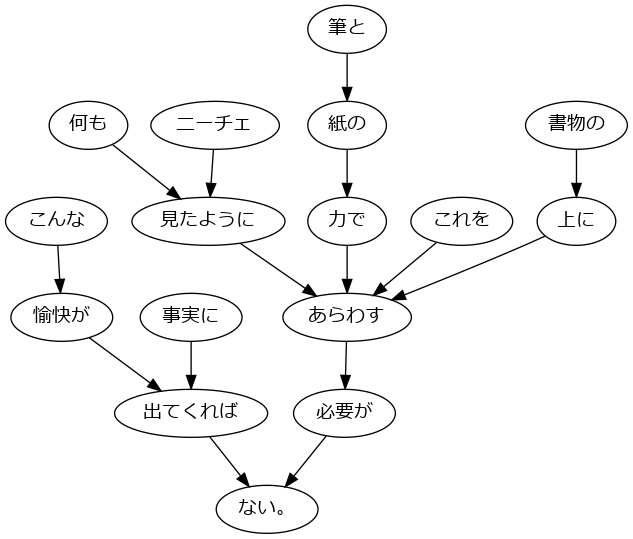 筆と
何も
ニーチェ
紙の
書物の
こんな
見たように
力で
これを
上に
愉快が
事実に
あらわす
出てくれば
必要が
ない。